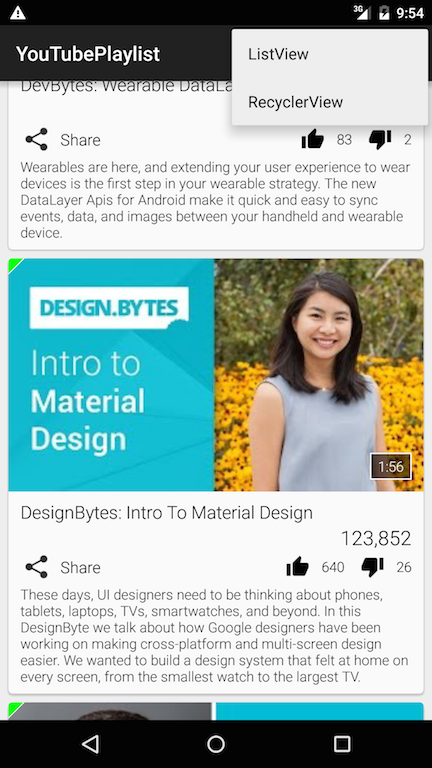 3G
9:54
YouTubePlaylist
ListView
RecyclerView
DevBytes: Wearable DataLa
Share
83
2
Wearables are here, and extending your user experience to wear
devices is the first step in your wearable strategy. The new
DataLayer Apis for Android make it quick and easy to sync
events, data, and images between your handheld and wearable
device.
DESIGN.BYTES
Intro to
Material
Design
1:56
DesignBytes: Intro To Material Design
123,852
Share
640
26
These days, UI designers need to be thinking about phones,
tablets, laptops, TVs, smartwatches, and beyond. In this
DesignByte we talk about how Google designers have been
working on making cross-platform and multi-screen design
easier. We wanted to build a design system that felt at home on
every screen, from the smallest watch to the largest TV.